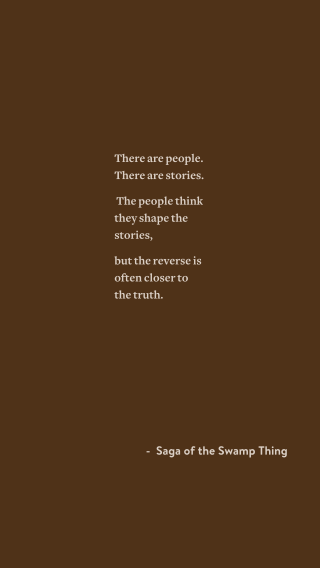 There are people.
There are stories.
The people think
they shape the
stories,
but the reverse is
often closer to
the truth.
- Saga of the Swamp Thing